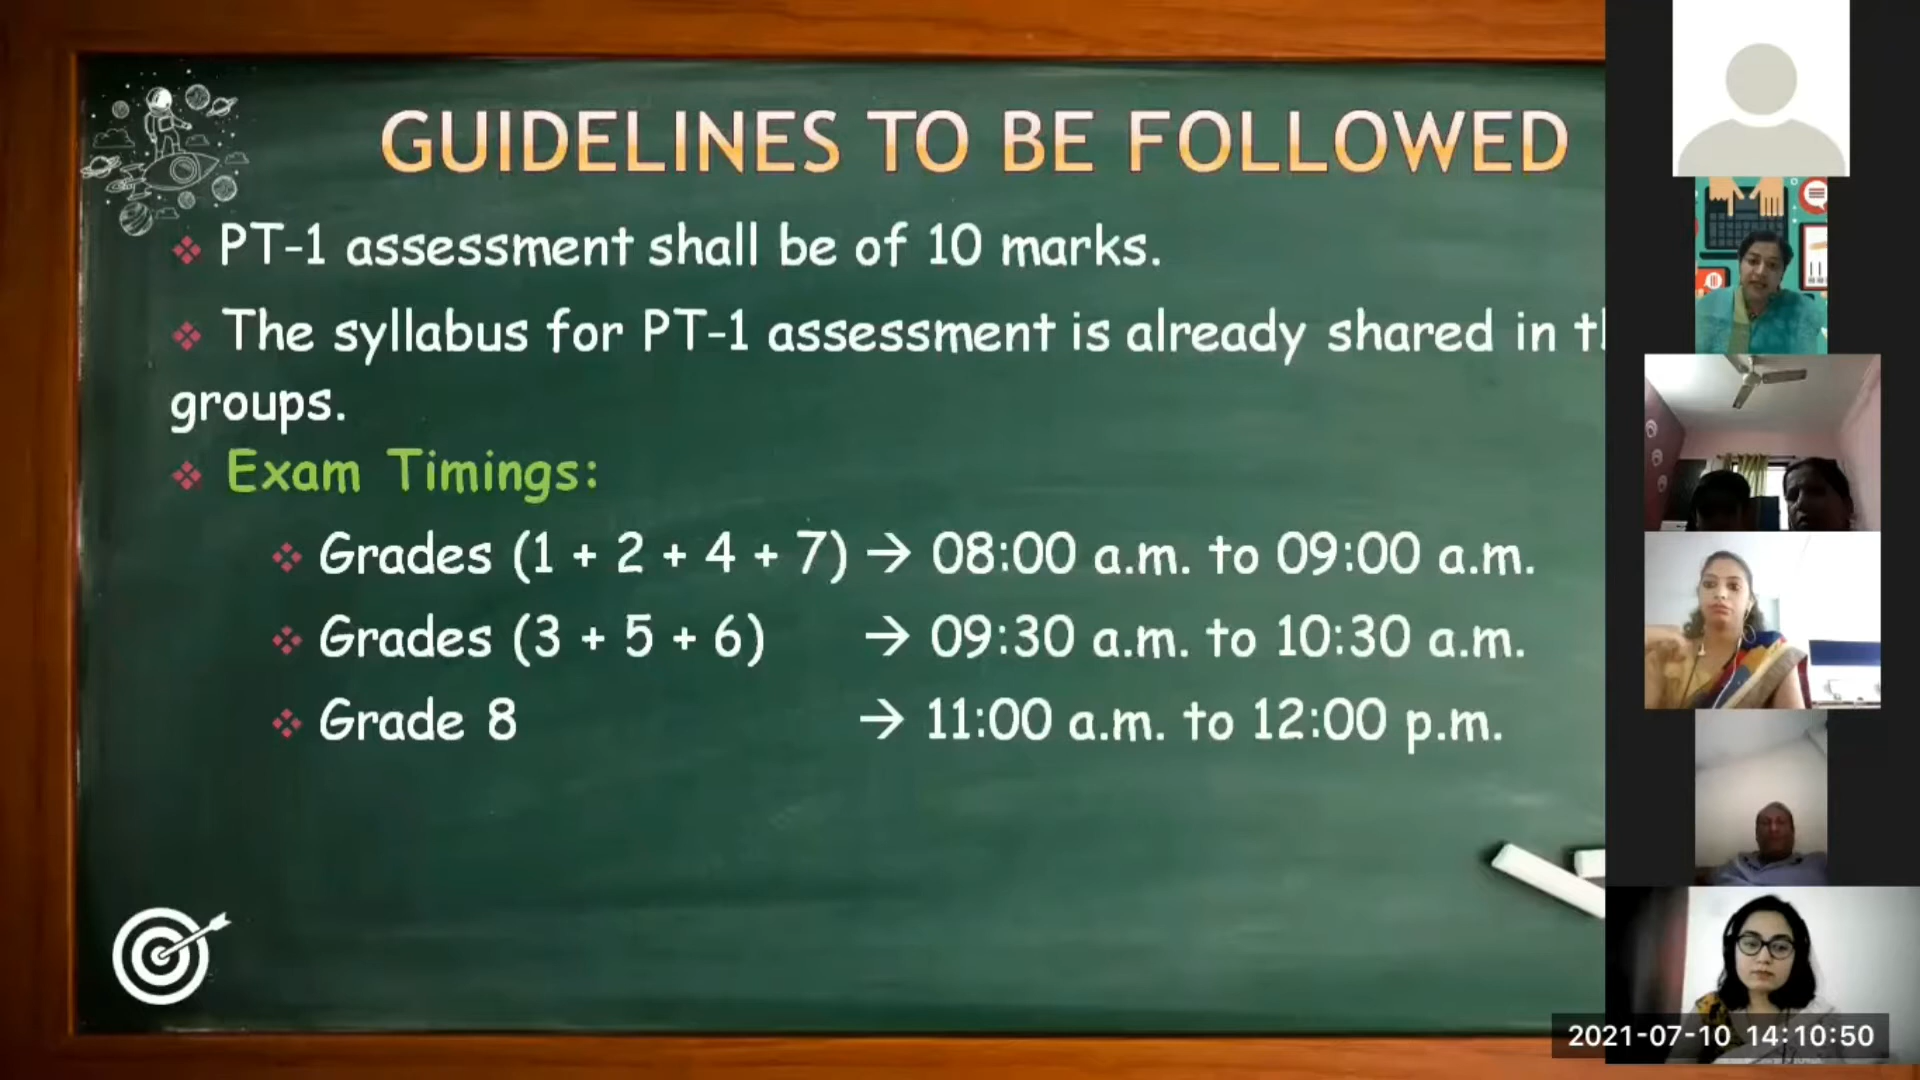 GUIDELINES TO BE FOLLOWED
PT-1 assessment shall be of 10 marks.
The syllabus for PT-1 assessment is already shared in
groups.
Exam Timings:
Grades (1 + 2 + 4 + 7) → 08:00 a.m. to 09:00 a.m.
Grades (3 + 5 + 6) → 09:30 a.m. to 10:30 a.m.
Grade 8 → 11:00 a.m. to 12:00 p.m.
2021-07-10 14:10:50